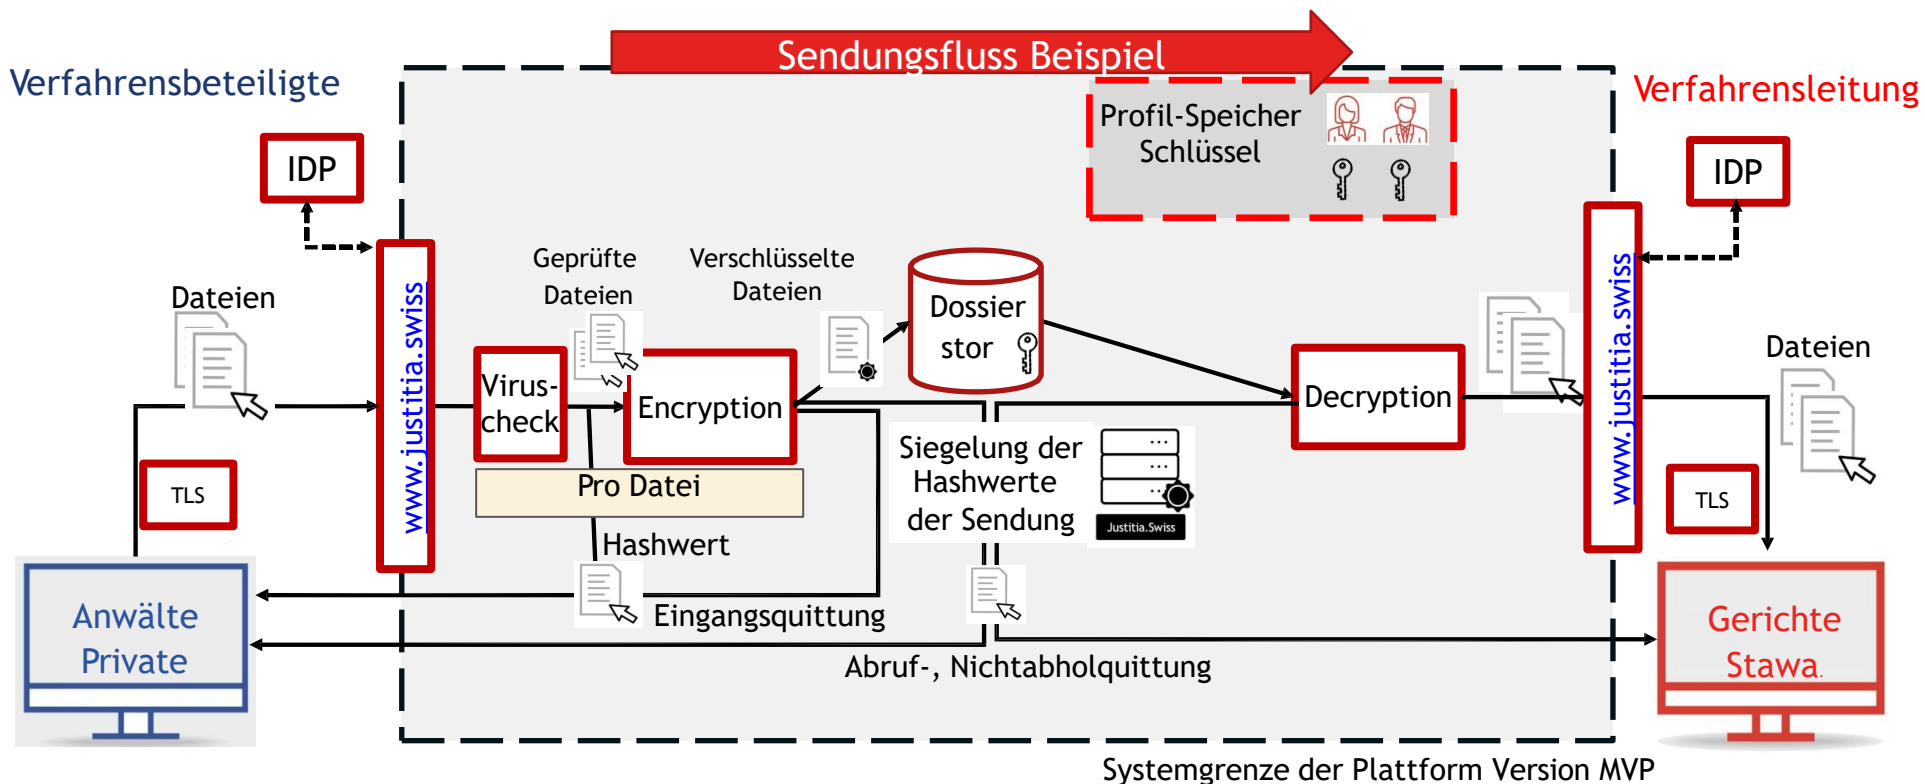 Sendungsfluss Beispiel
Verfahrensbeteiligte
Verfahrensleitung
Profil-Speicher
Schlüssel
IDP
IDP
Geprüfte
Dateien
Verschlüsselte
Dateien
Dateien
www.justitia.swiss
Virus-
check
Encryption
Dossier
stor
Decryption
www.justitia.swiss
Dateien
Pro Datei
Siegelung der
Hashwerte
der Sendung
Justitia.Swiss
TLS
TLS
Hashwert
Eingangsquittung
Anwälte
Private
Gerichte
Stawa.
Abruf-, Nichtabholquittung
Systemgrenze der Plattform Version MVP